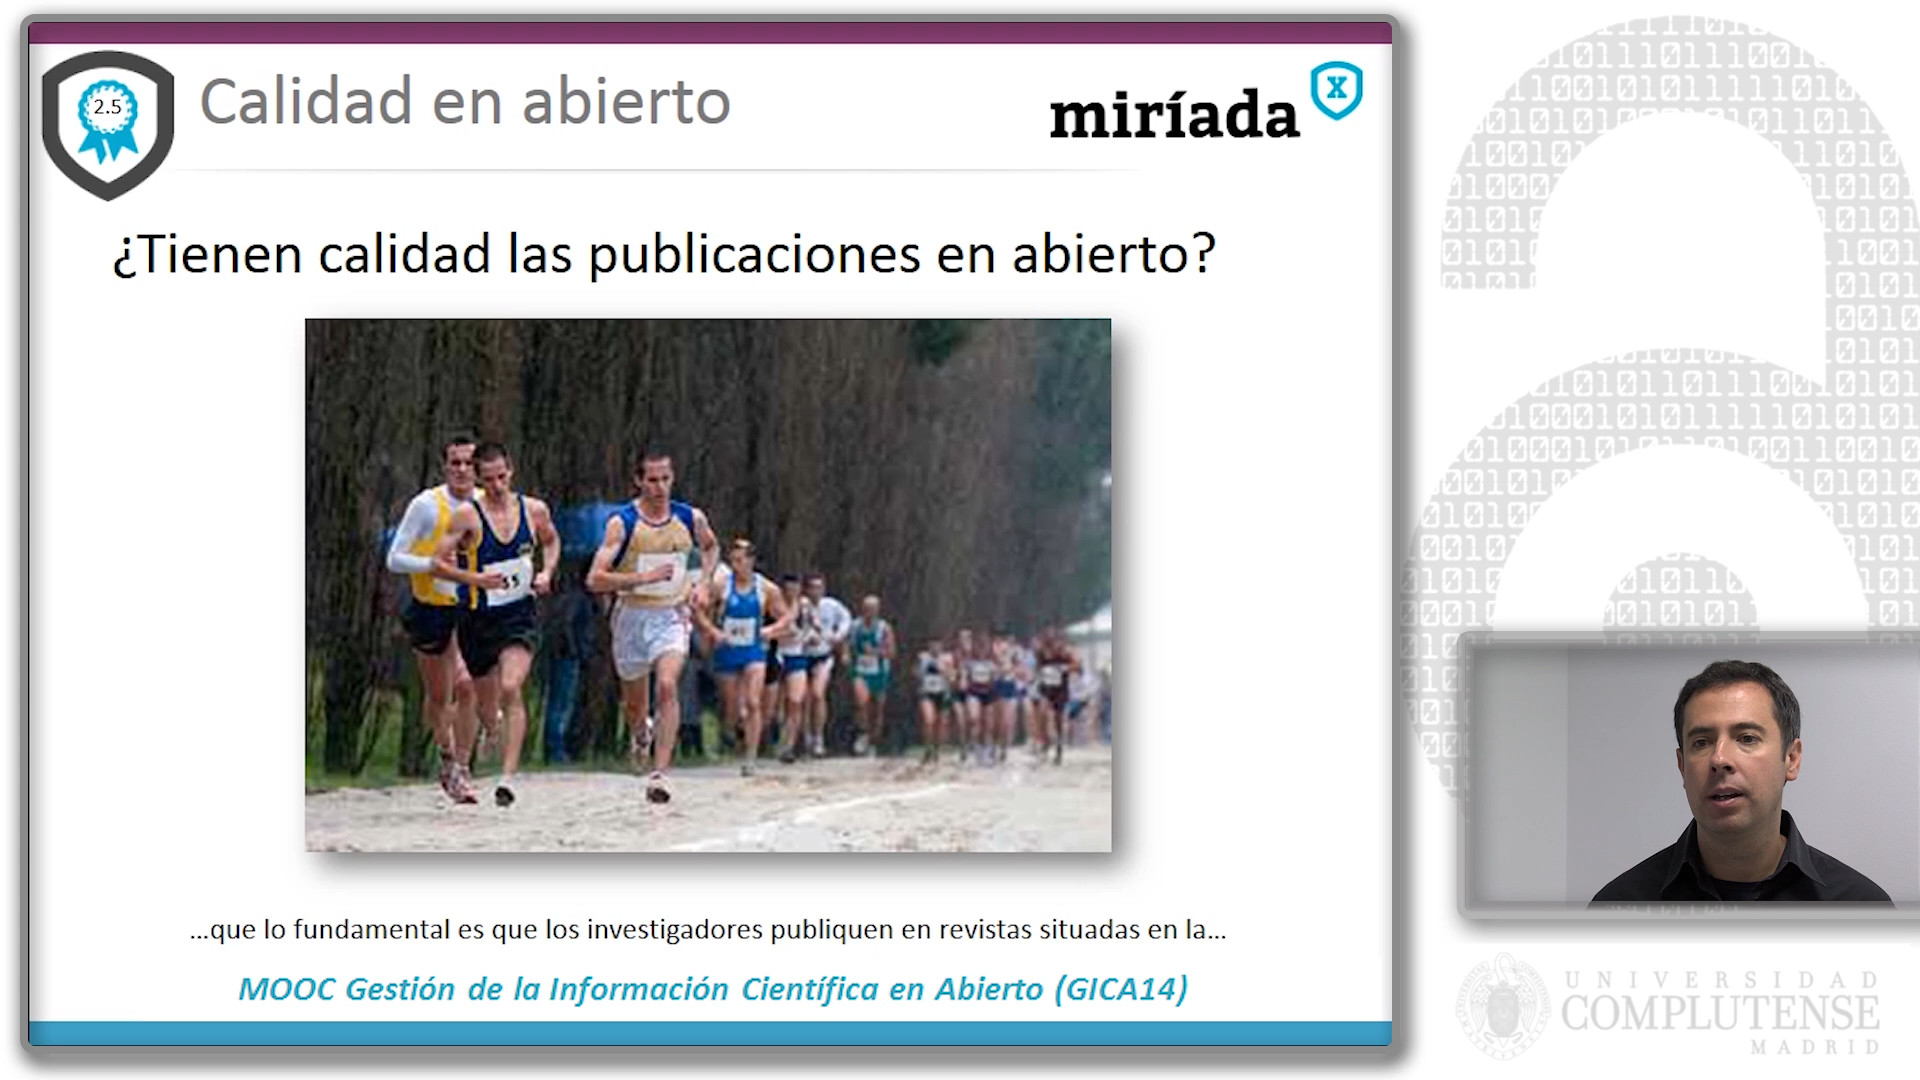 2.5
Calidad en abierto
miríada X
¿Tienen calidad las publicaciones en abierto?
...que lo fundamental es que los investigadores publiquen en revistas situadas en la...
MOOC Gestión de la Información Científica en Abierto (GICA14)
UNIVERSIDAD
COMPLUTENSE
MADRID